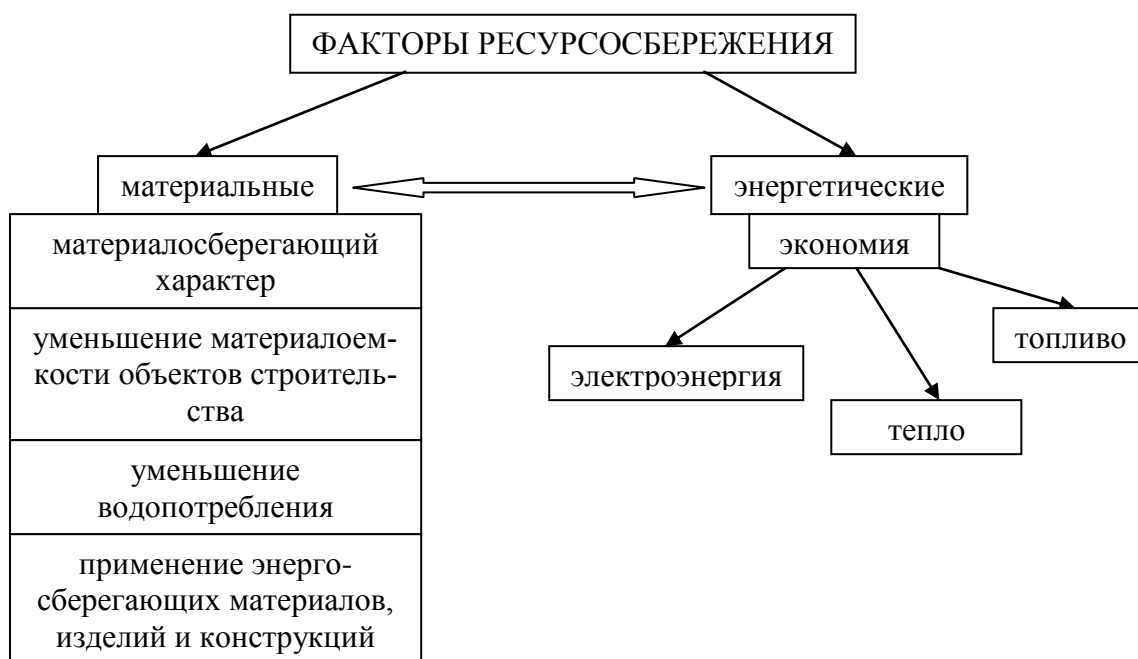 ФАКТОРЫ РЕСУРСОСБЕРЕЖЕНИЯ
материальные
энергетические
материалосберегающий
характер
уменьшение материалоем-
кости объектов строитель-
ства
уменьшение
водопотребления
применение энерго-
сберегающих материалов,
изделий и конструкций
экономия
электроэнергия
тепло
топливо